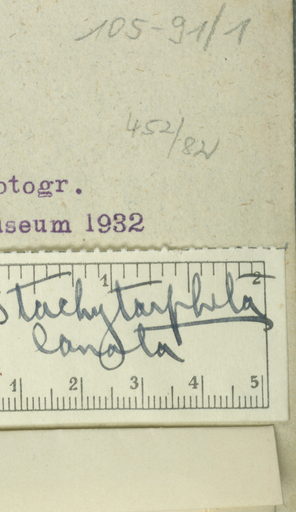 105-91/1
452/82
otogr.
useum 1932
1 2
Stachytarpheta
lanata
1 2 3 4 5